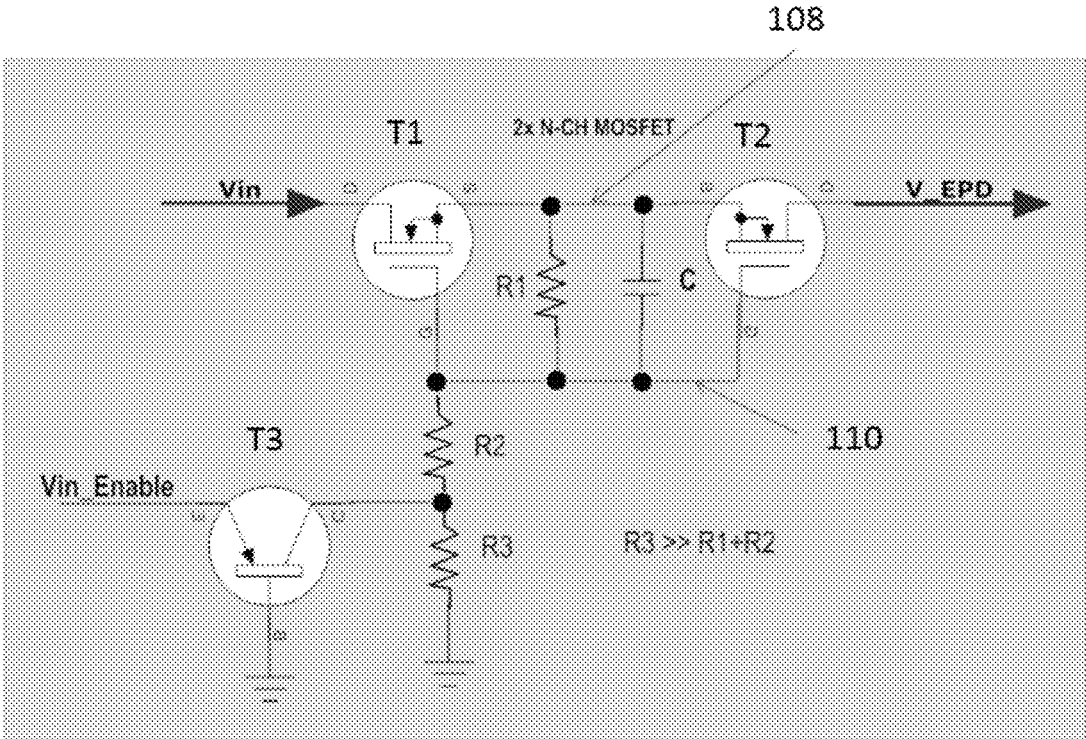 108
T1
2x N-CH MOSFET
T2
Vin
D
S
S
D
V_EPD
R1
C
G
G
T3
R2
110
Vin_Enable
E
C
R3
R3 >> R1+R2
B